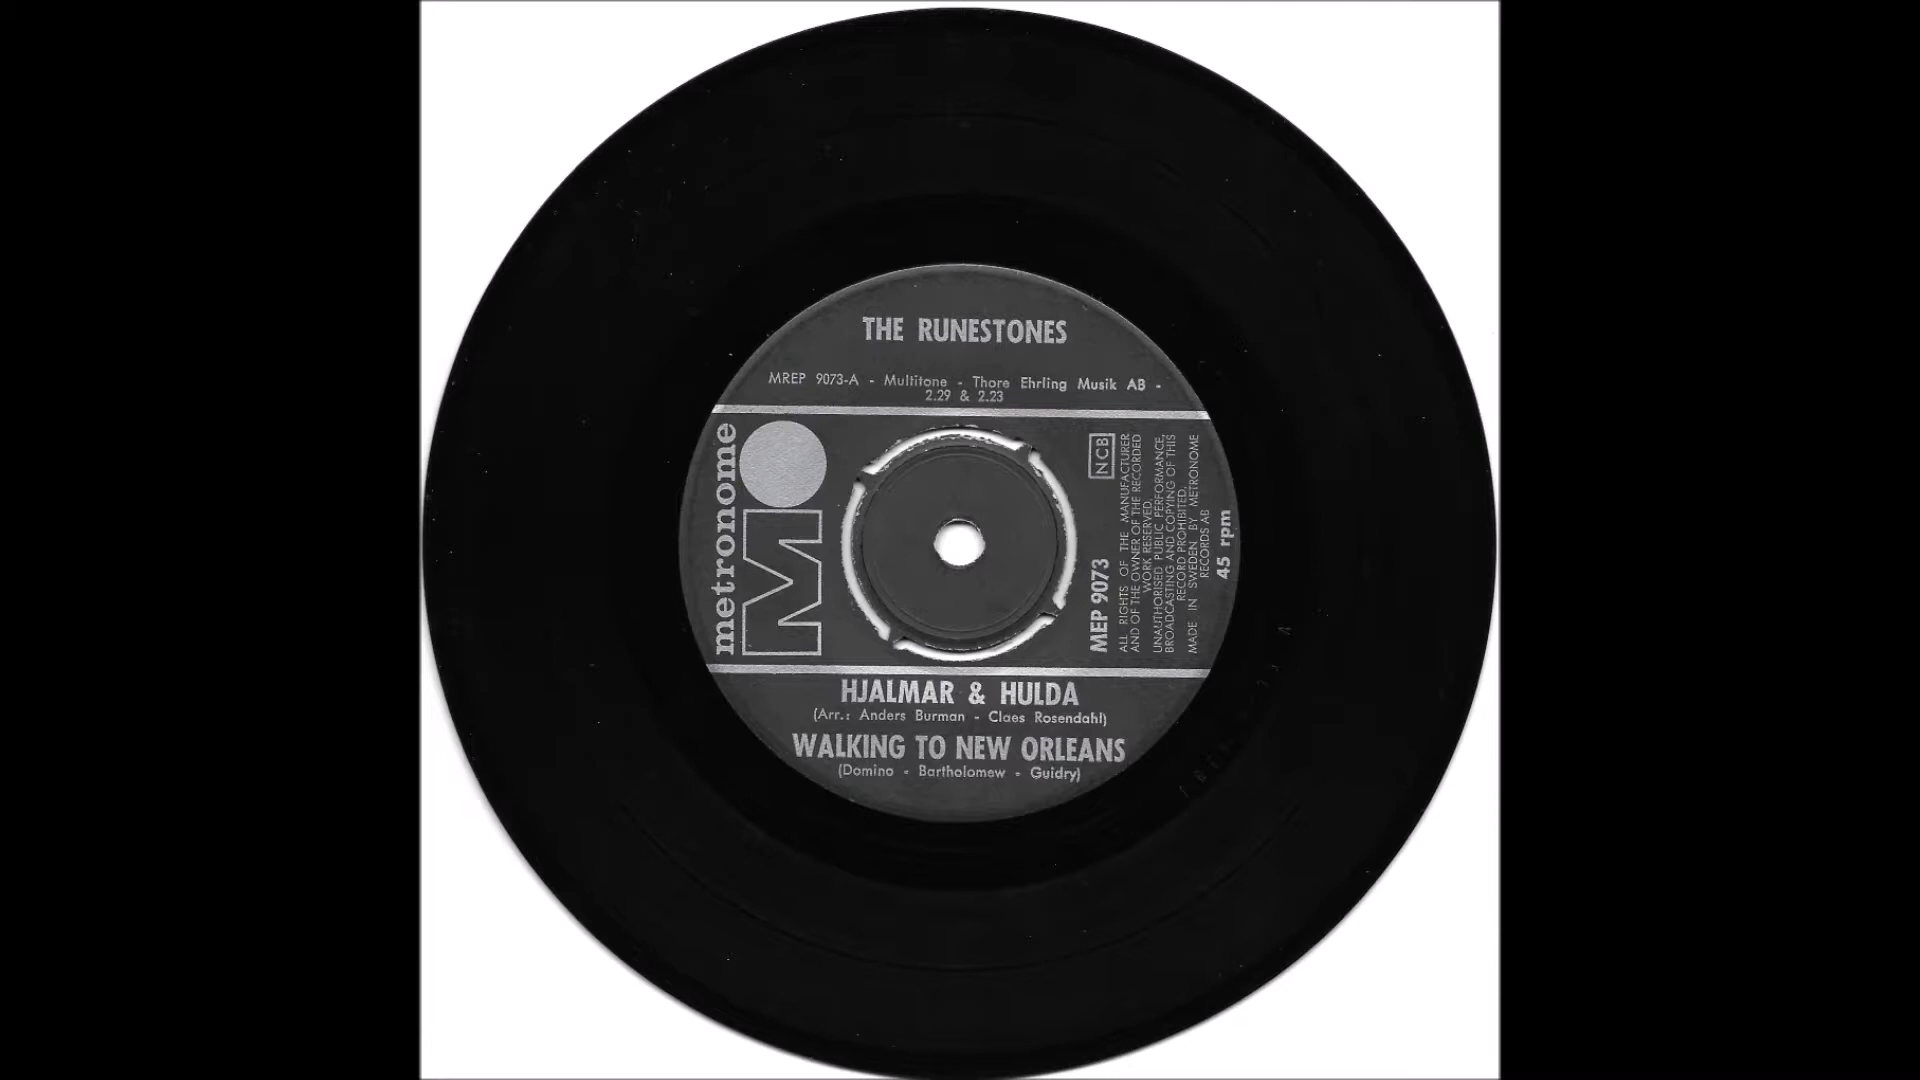 THE RUNESTONES
MREP 9073-A - Multitone - Thore Ehrling Musik AB -
2.29 & 2.23
metronome
M
NCB
MEP 9073
ALL RIGHTS OF THE MANUFACTURER
AND OF THE OWNER OF THE RECORDED
WORK RESERVED.
UNAUTHORISED PUBLIC PERFORMANCE,
BROADCASTING AND COPYING OF THIS
RECORD PROHIBITED.
MADE IN SWEDEN BY METRONOME
RECORDS AB
45 rpm
HJALMAR & HULDA
(Arr.: Anders Burman - Claes Rosendahl)
WALKING TO NEW ORLEANS
(Domino - Bartholomew - Guidry)